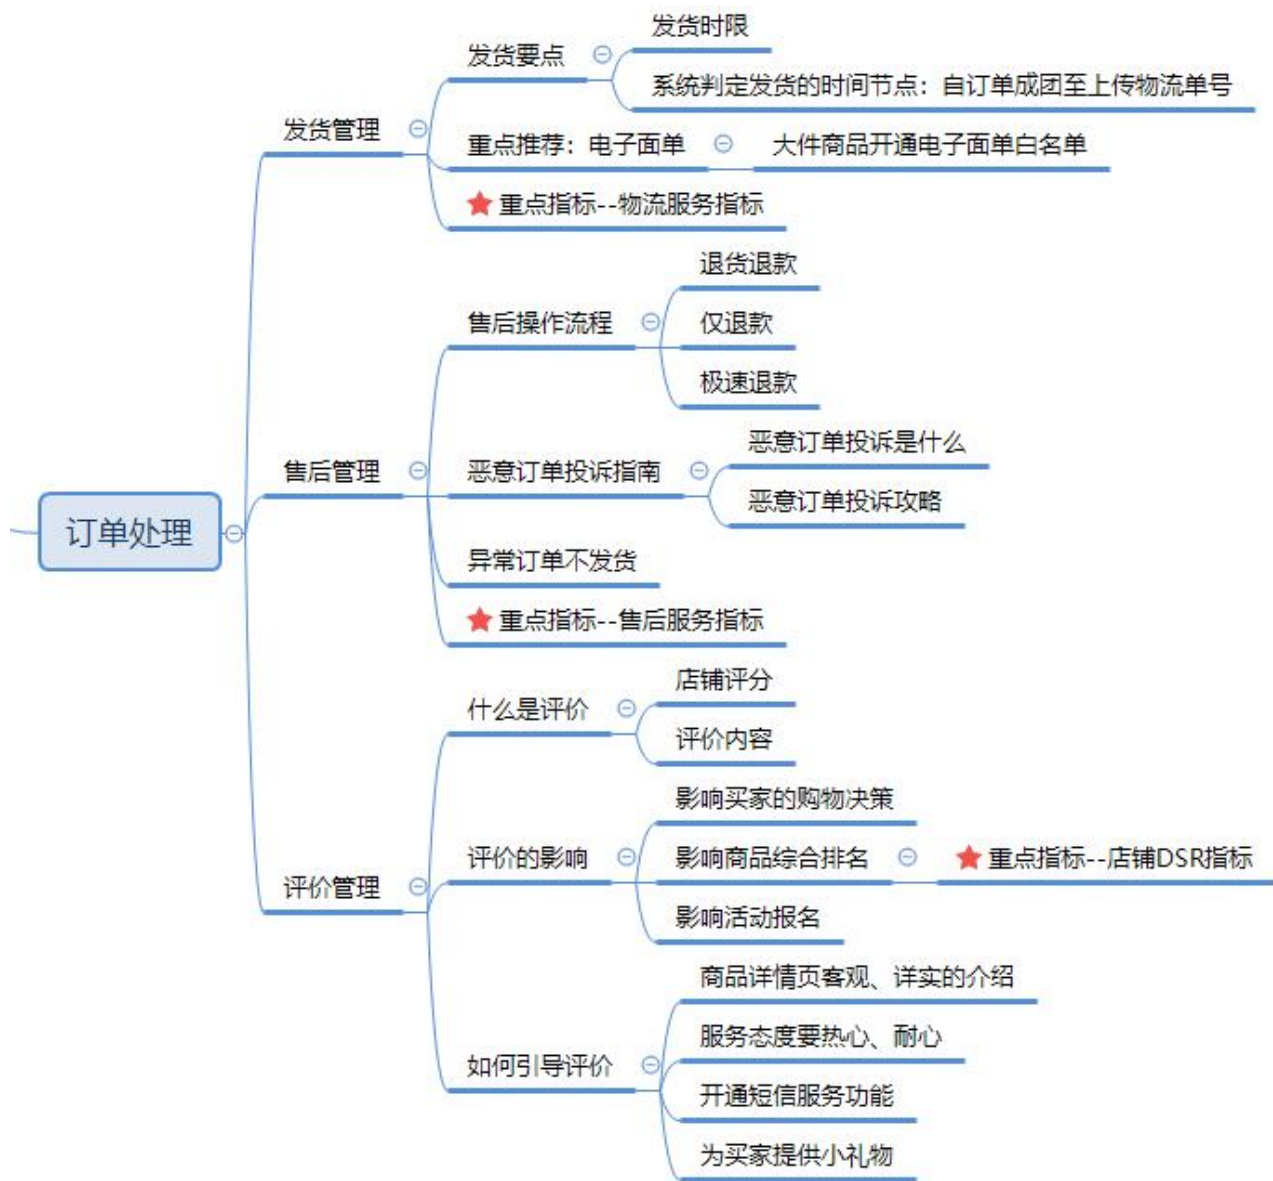 发货时限
发货要点
系统判定发货的时间节点：自订单成团至上传物流单号
发货管理
重点推荐：电子面单
大件商品开通电子面单白名单
重点指标--物流服务指标
退货退款
售后操作流程
仅退款
极速退款
恶意订单投诉是什么
售后管理
恶意订单投诉指南
恶意订单投诉攻略
订单处理
异常订单不发货
重点指标--售后服务指标
店铺评分
什么是评价
评价内容
影响买家的购物决策
评价的影响
影响商品综合排名
重点指标--店铺DSR指标
评价管理
影响活动报名
商品详情页客观、详实的介绍
服务态度要热心、耐心
如何引导评价
开通短信服务功能
为买家提供小礼物